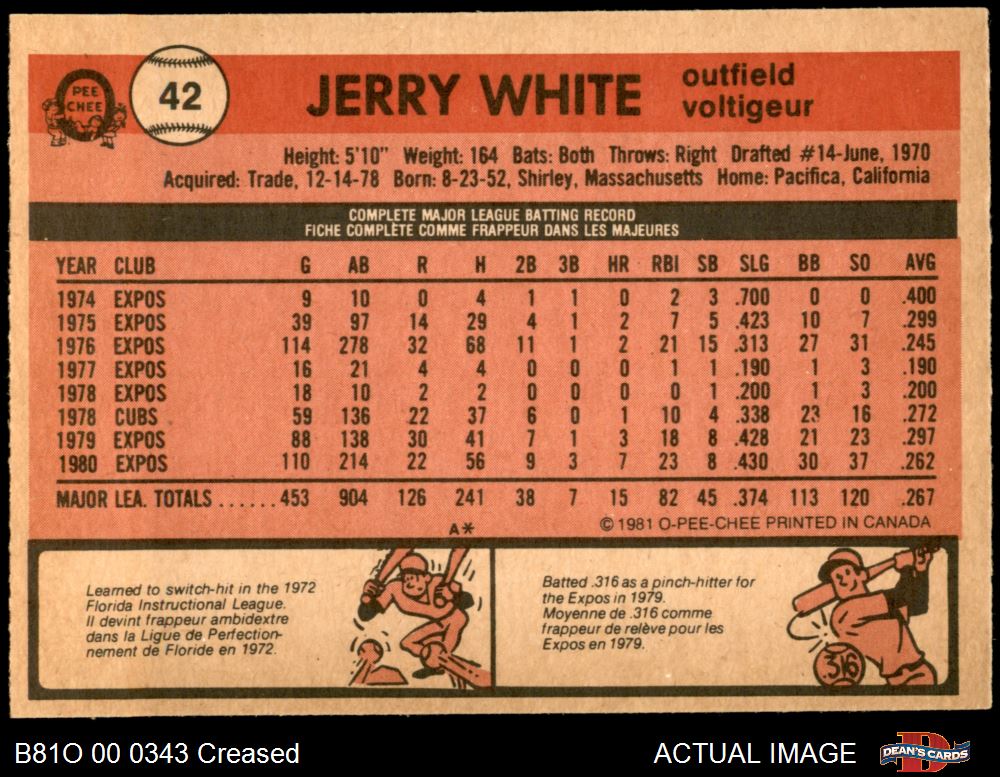 PEE
CHEE
42
JERRY WHITE
outfield
voltigeur
Height: 5'10" Weight: 164 Bats: Both Throws: Right Drafted #14-June, 1970
Acquired: Trade, 12-14-78 Born: 8-23-52, Shirley, Massachusetts Home: Pacifica, California
COMPLETE MAJOR LEAGUE BATTING RECORD
FICHE COMPLÈTE COMME FRAPPEUR DANS LES MAJEURES
YEAR CLUB G AB R H 2B 3B HR RBI SB SLG BB SO AVG
1974 EXPOS 9 10 0 4 1 1 0 2 3 .700 0 0 .400
1975 EXPOS 39 97 14 29 4 1 2 7 5 .423 10 7 .299
1976 EXPOS 114 278 32 68 11 1 2 21 15 .313 27 31 .245
1977 EXPOS 16 21 4 4 0 0 0 1 1 .190 1 3 .190
1978 EXPOS 18 10 2 2 0 0 0 0 1 .200 1 3 .200
1978 CUBS 59 136 22 37 6 0 1 10 4 .338 23 16 .272
1979 EXPOS 88 138 30 41 7 1 3 18 8 .428 21 23 .297
1980 EXPOS 110 214 22 56 9 3 7 23 8 .430 30 37 .262
MAJOR LEA. TOTALS ......453 904 126 241 38 7 15 82 45 .374 113 120 .267
A* © 1981 O-PEE-CHEE PRINTED IN CANADA
Learned to switch-hit in the 1972
Florida Instructional League.
Il devint frappeur ambidextre
dans la Ligue de Perfection-
nement de Floride en 1972.
Batted .316 as a pinch-hitter for
the Expos in 1979.
Moyenne de .316 comme
frappeur de relève pour les
Expos en 1979.
.316
B81O 00 0343 Creased
ACTUAL IMAGE
DEAN'S CARDS